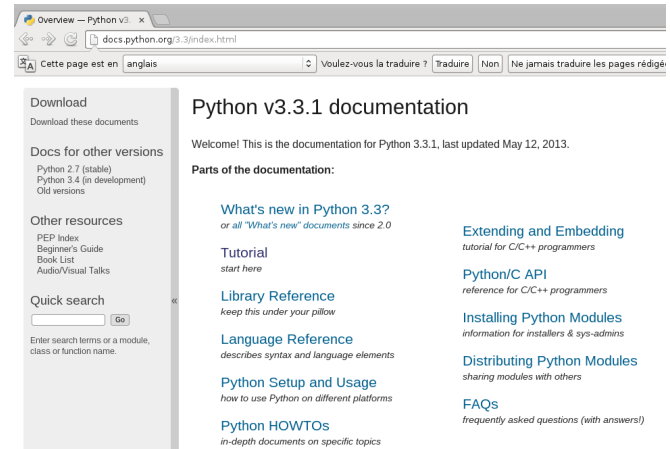 Overview — Python v3.
docs.python.org/3.3/index.html
Cette page est en anglais Voulez-vous la traduire ? Traduire Non Ne jamais traduire les pages rédigé
Download
Download these documents
Docs for other versions
Python 2.7 (stable)
Python 3.4 (in development)
Old versions
Other resources
PEP Index
Beginner's Guide
Book List
Audio/Visual Talks
Quick search
Go
Enter search terms or a module,
class or function name.
«
Python v3.3.1 documentation
Welcome! This is the documentation for Python 3.3.1, last updated May 12, 2013.
Parts of the documentation:
What's new in Python 3.3?
or all "What's new" documents since 2.0
Tutorial
start here
Library Reference
keep this under your pillow
Language Reference
describes syntax and language elements
Python Setup and Usage
how to use Python on different platforms
Python HOWTOs
in-depth documents on specific topics
Extending and Embedding
tutorial for C/C++ programmers
Python/C API
reference for C/C++ programmers
Installing Python Modules
information for installers & sys-admins
Distributing Python Modules
sharing modules with others
FAQs
frequently asked questions (with answers!)